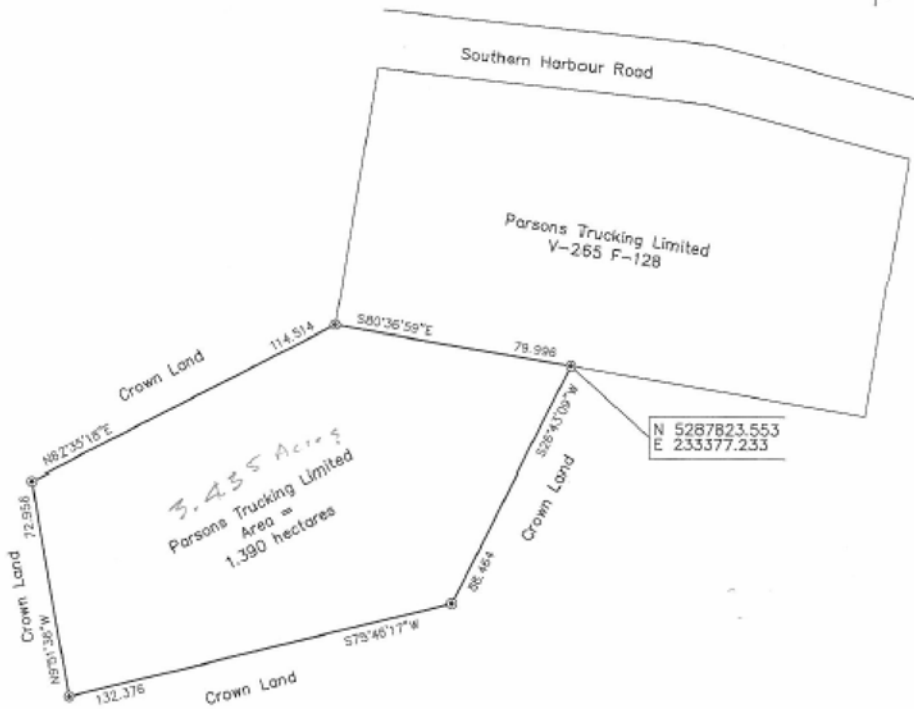 Southern Harbour Road
Parsons Trucking Limited
V-265 F-128
S80°36'59"E
79.996
114.514
N62°35'18"E
Crown Land
N 5287823.553
E 233377.233
S26°43'09"W
88.464
Crown Land
3.435 Acres
Parsons Trucking Limited
Area =
1.390 hectares
72.958
N9°51'36"W
Crown Land
S75°46'17"W
132.376
Crown Land